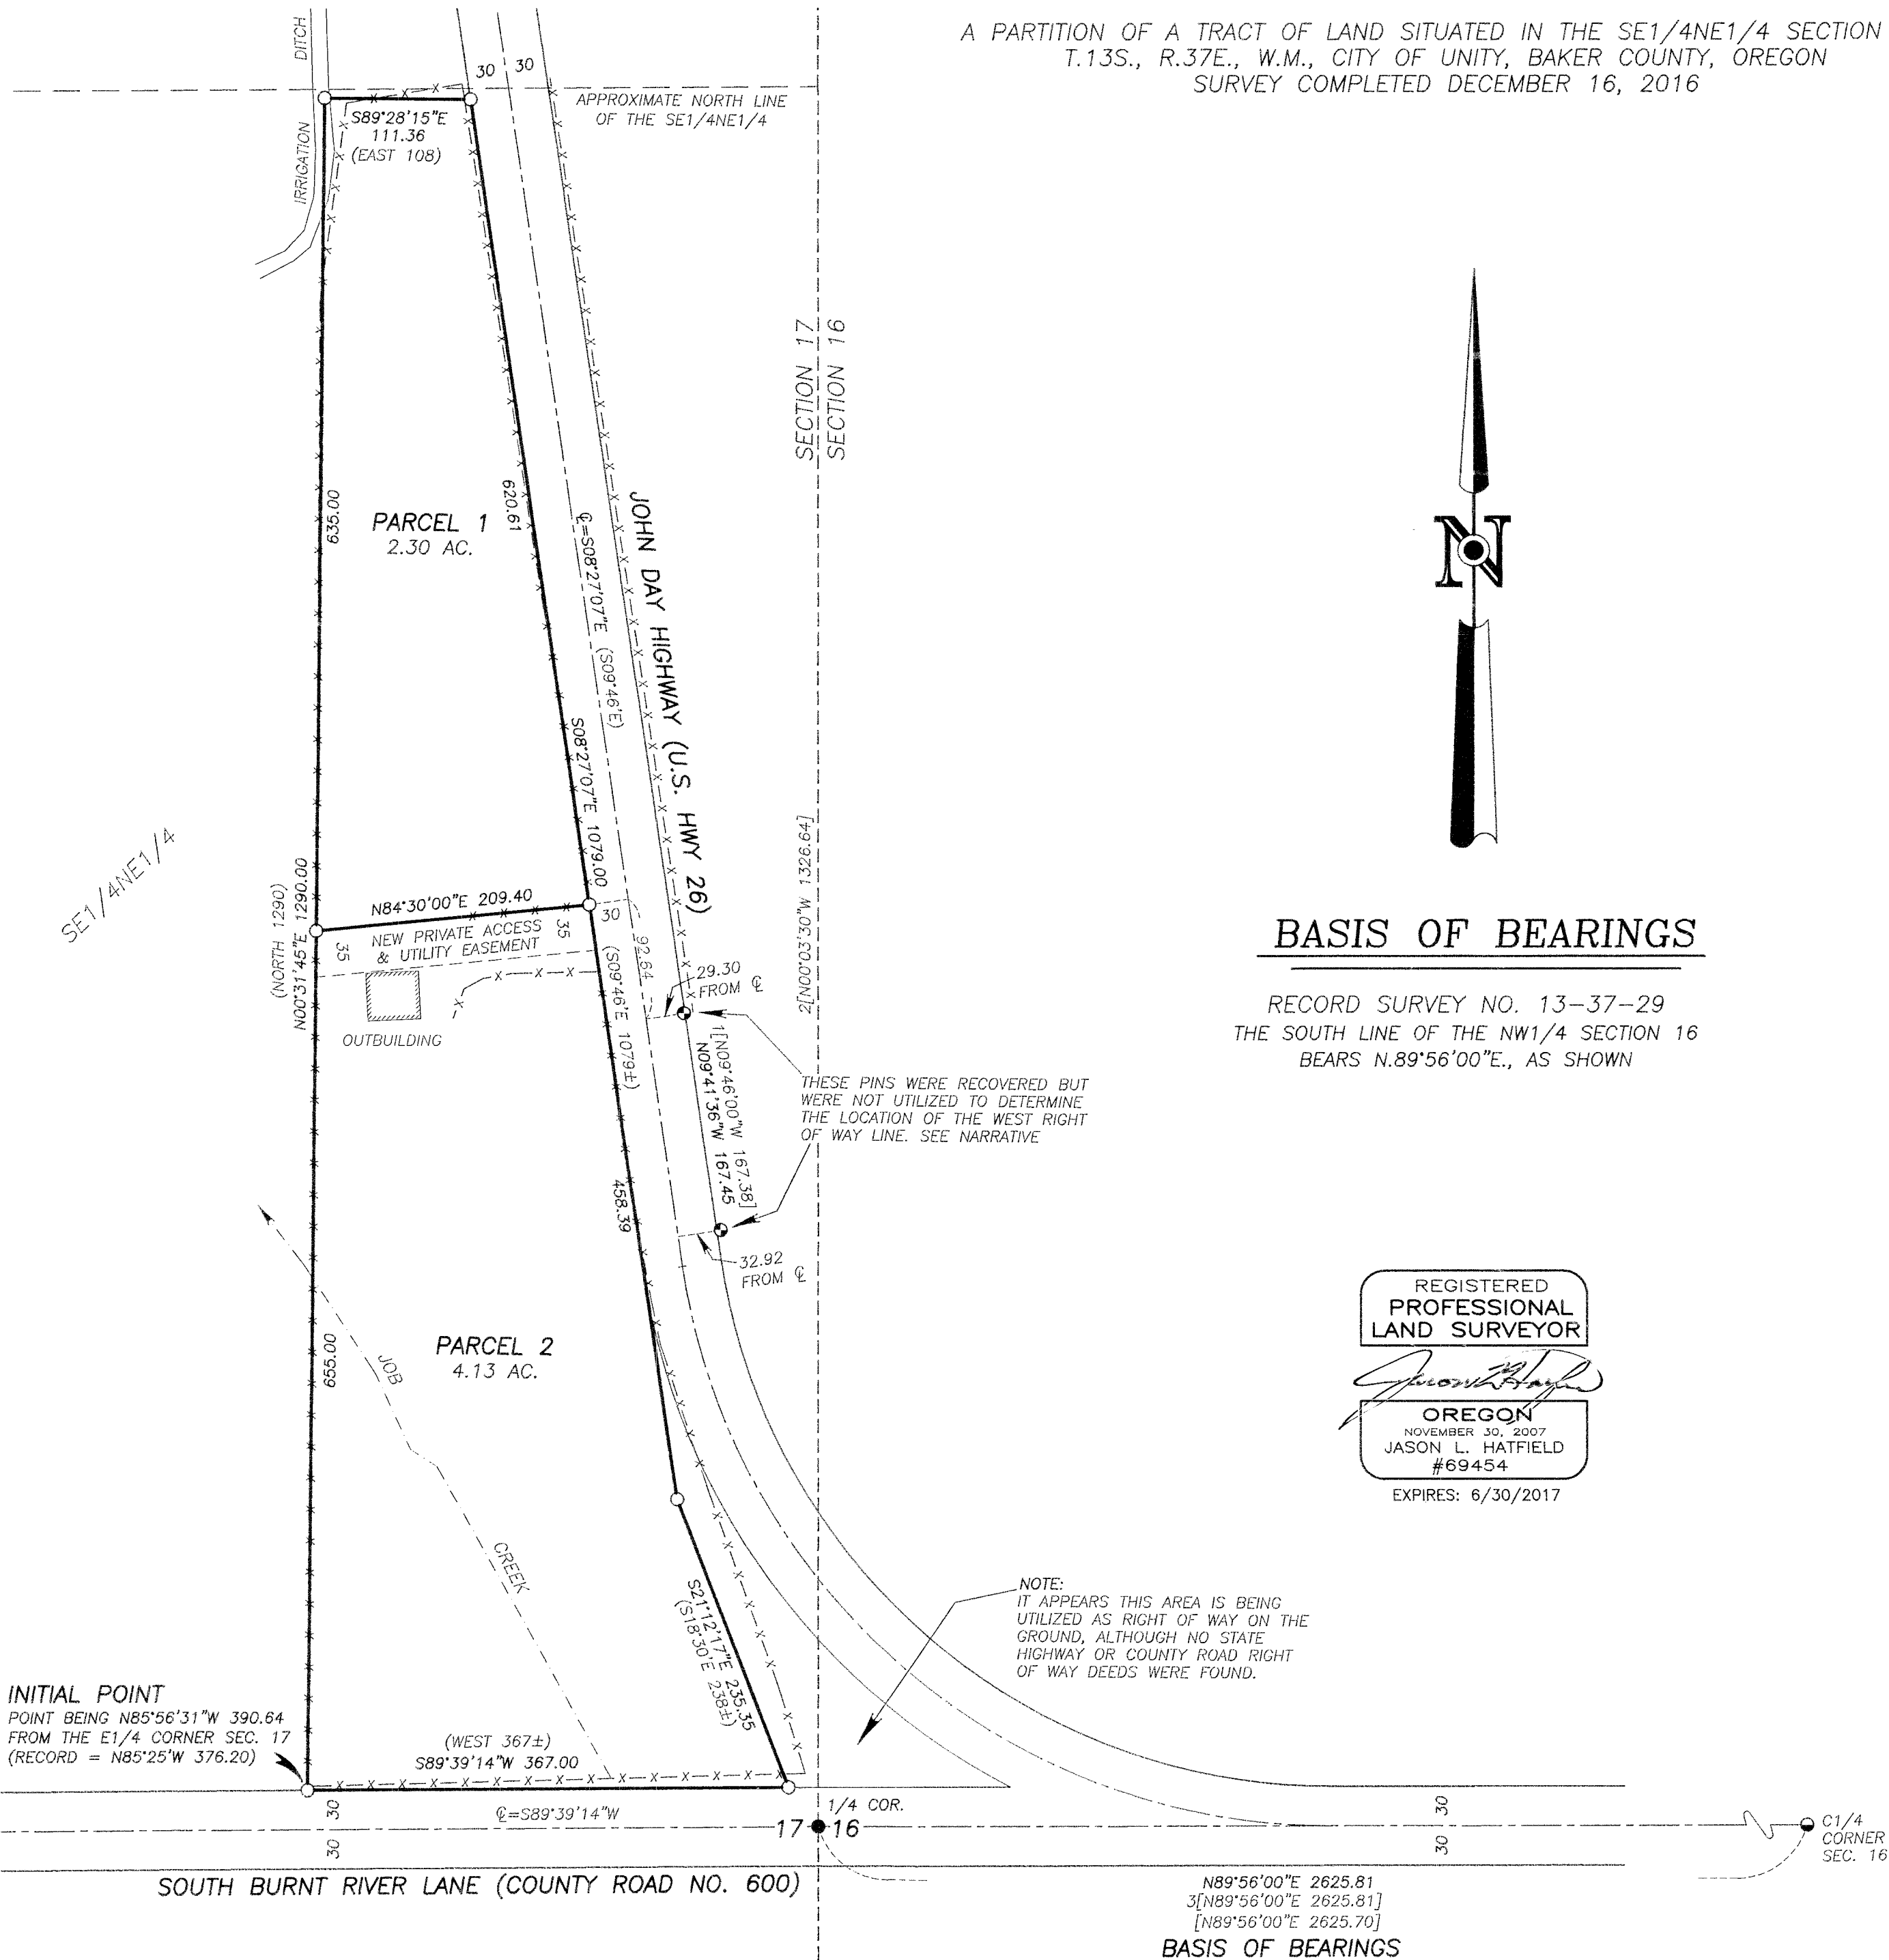 A PARTITION OF A TRACT OF LAND SITUATED IN THE SE1/4NE1/4 SECTION
T.13S., R.37E., W.M., CITY OF UNITY, BAKER COUNTY, OREGON
SURVEY COMPLETED DECEMBER 16, 2016
IRRIGATION DITCH
30 30
APPROXIMATE NORTH LINE
OF THE SE1/4NE1/4
S89°28'15"E
111.36
(EAST 108)
SECTION 17
SECTION 16
635.00
PARCEL 1
2.30 AC.
620.61
℄=S08°27'07"E (S09°46'E)
JOHN DAY HIGHWAY (U.S. HWY 26)
S08°27'07"E 1079.00
(S09°46'E 1079±)
2[N00°03'30"W 1326.64]
SE1/4NE1/4
(NORTH 1290)
N00°31'45"E 1290.00
N84°30'00"E 209.40
NEW PRIVATE ACCESS
& UTILITY EASEMENT
35
35
30
92.64
29.30
FROM ℄
OUTBUILDING
1[N09°46'00"W 167.38]
N09°41'36"W 167.45
THESE PINS WERE RECOVERED BUT
WERE NOT UTILIZED TO DETERMINE
THE LOCATION OF THE WEST RIGHT
OF WAY LINE. SEE NARRATIVE
458.39
32.92
FROM ℄
N
BASIS OF BEARINGS
RECORD SURVEY NO. 13-37-29
THE SOUTH LINE OF THE NW1/4 SECTION 16
BEARS N.89°56'00"E., AS SHOWN
655.00
PARCEL 2
4.13 AC.
JOB
CREEK
REGISTERED
PROFESSIONAL
LAND SURVEYOR
OREGON
NOVEMBER 30, 2007
JASON L. HATFIELD
#69454
EXPIRES: 6/30/2017
S21°12'17"E 235.35
(S18°30'E 238±)
NOTE:
IT APPEARS THIS AREA IS BEING
UTILIZED AS RIGHT OF WAY ON THE
GROUND, ALTHOUGH NO STATE
HIGHWAY OR COUNTY ROAD RIGHT
OF WAY DEEDS WERE FOUND.
INITIAL POINT
POINT BEING N85°56'31"W 390.64
FROM THE E1/4 CORNER SEC. 17
(RECORD = N85°25'W 376.20)
(WEST 367±)
S89°39'14"W 367.00
℄=S89°39'14"W
30
30
1/4 COR.
17 16
30
30
C1/4
CORNER
SEC. 16
SOUTH BURNT RIVER LANE (COUNTY ROAD NO. 600)
N89°56'00"E 2625.81
3[N89°56'00"E 2625.81]
[N89°56'00"E 2625.70]
BASIS OF BEARINGS